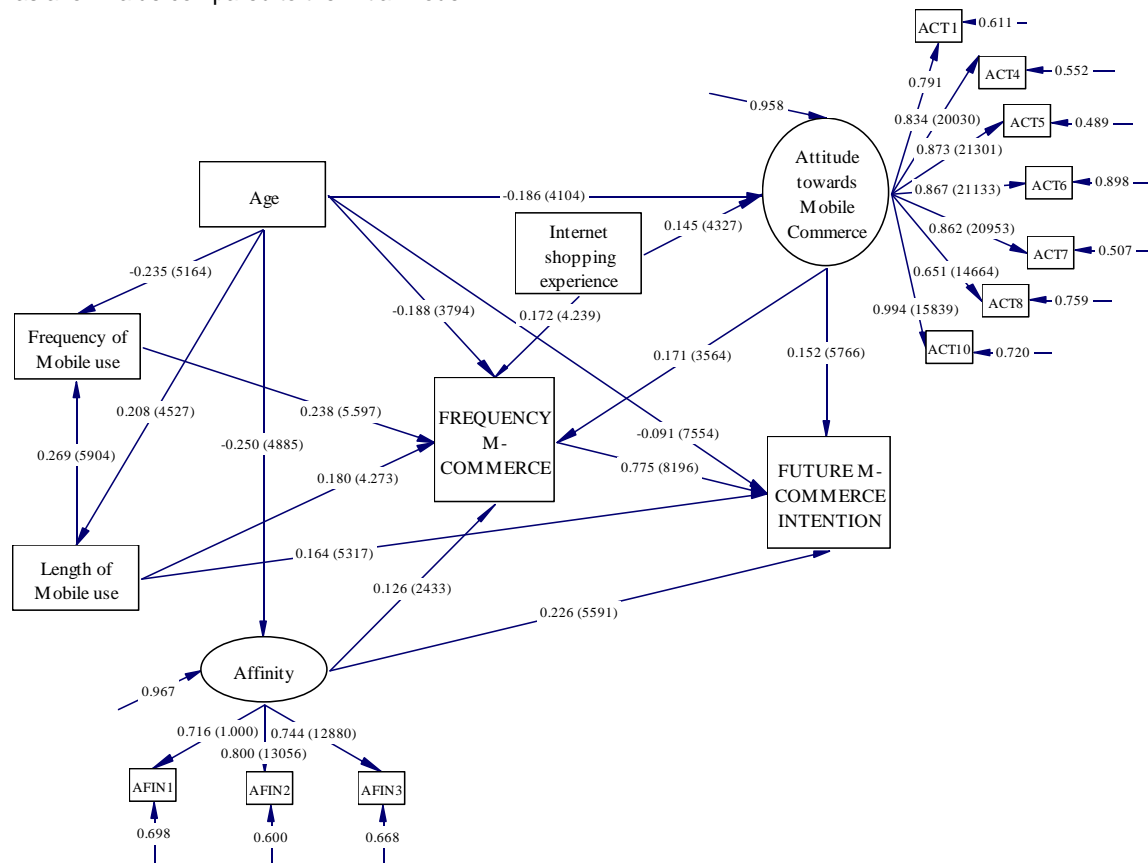 ACT1
0.611
0.791
ACT4
0.552
0.958
0.834 (20030)
ACT5
0.489
0.873 (21301)
Attitude
towards
Mobile
Commerce
0.867 (21133)
ACT6
0.898
Age
-0.186 (4104)
0.145 (4327)
0.862 (20953)
ACT7
0.507
Internet
shopping
experience
0.651 (14664)
ACT8
0.759
-0.235 (5164)
-0.188 (3794)
0.172 (4.239)
0.994 (15839)
Frequency of
Mobile use
ACT10
0.720
0.171 (3564)
0.152 (5766)
0.208 (4527)
0.238 (5.597)
FREQUENCY
M-
COMMERCE
-0.091 (7554)
-0.250 (4885)
0.269 (5904)
0.775 (8196)
0.180 (4.273)
FUTURE M-
COMMERCE
INTENTION
0.164 (5317)
Length of
Mobile use
0.126 (2433)
0.226 (5591)
Affinity
0.967
0.716 (1.000)
0.744 (12880)
0.800 (13056)
AFIN1
AFIN2
AFIN3
0.698
0.600
0.668